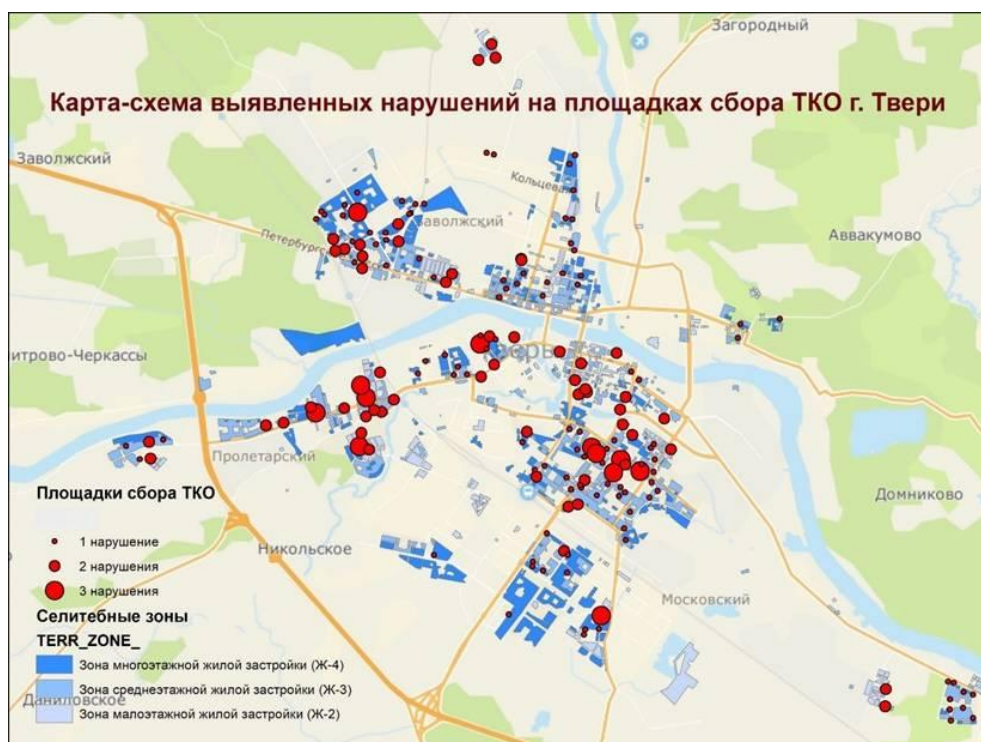 Загородный
Карта-схема выявленных нарушений на площадках сбора ТКО г. Твери
Заволжский
Кольцевая
Заволжский
Аввакумово
Петербургс
итрово-Черкассы
Тверь
Пролетарский
Площадки сбора ТКО
Домниково
1 нарушение
Никольское
2 нарушения
3 нарушения
Московский
Селитебные зоны
TERR_ZONE_
Зона многоэтажной жилой застройки (Ж-4)
Зона среднеэтажной жилой застройки (Ж-3)
Даниловское
Зона малоэтажной жилой застройки (Ж-2)